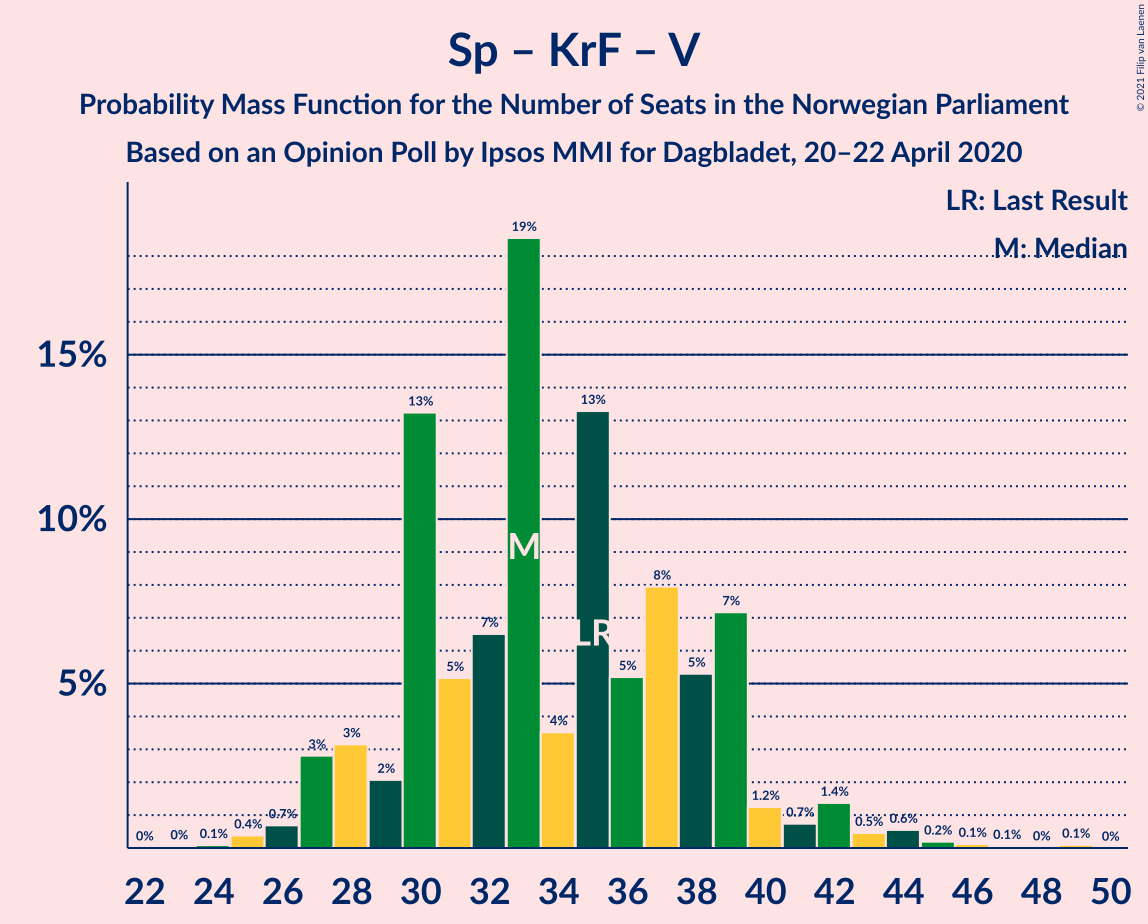 Sp – KrF – V
Probability Mass Function for the Number of Seats in the Norwegian Parliament
Based on an Opinion Poll by Ipsos MMI for Dagbladet, 20–22 April 2020
© 2021 Filip van Laenen
LR: Last Result
M: Median
15%
10%
5%
0% 0% 0.1% 0.4% 0.7% 3% 3% 2% 13% 5% 7% 19% 4% 13% 5% 8% 5% 7% 1.2% 0.7% 1.4% 0.5% 0.6% 0.2% 0.1% 0.1% 0% 0.1% 0%
M
LR
22 24 26 28 30 32 34 36 38 40 42 44 46 48 50